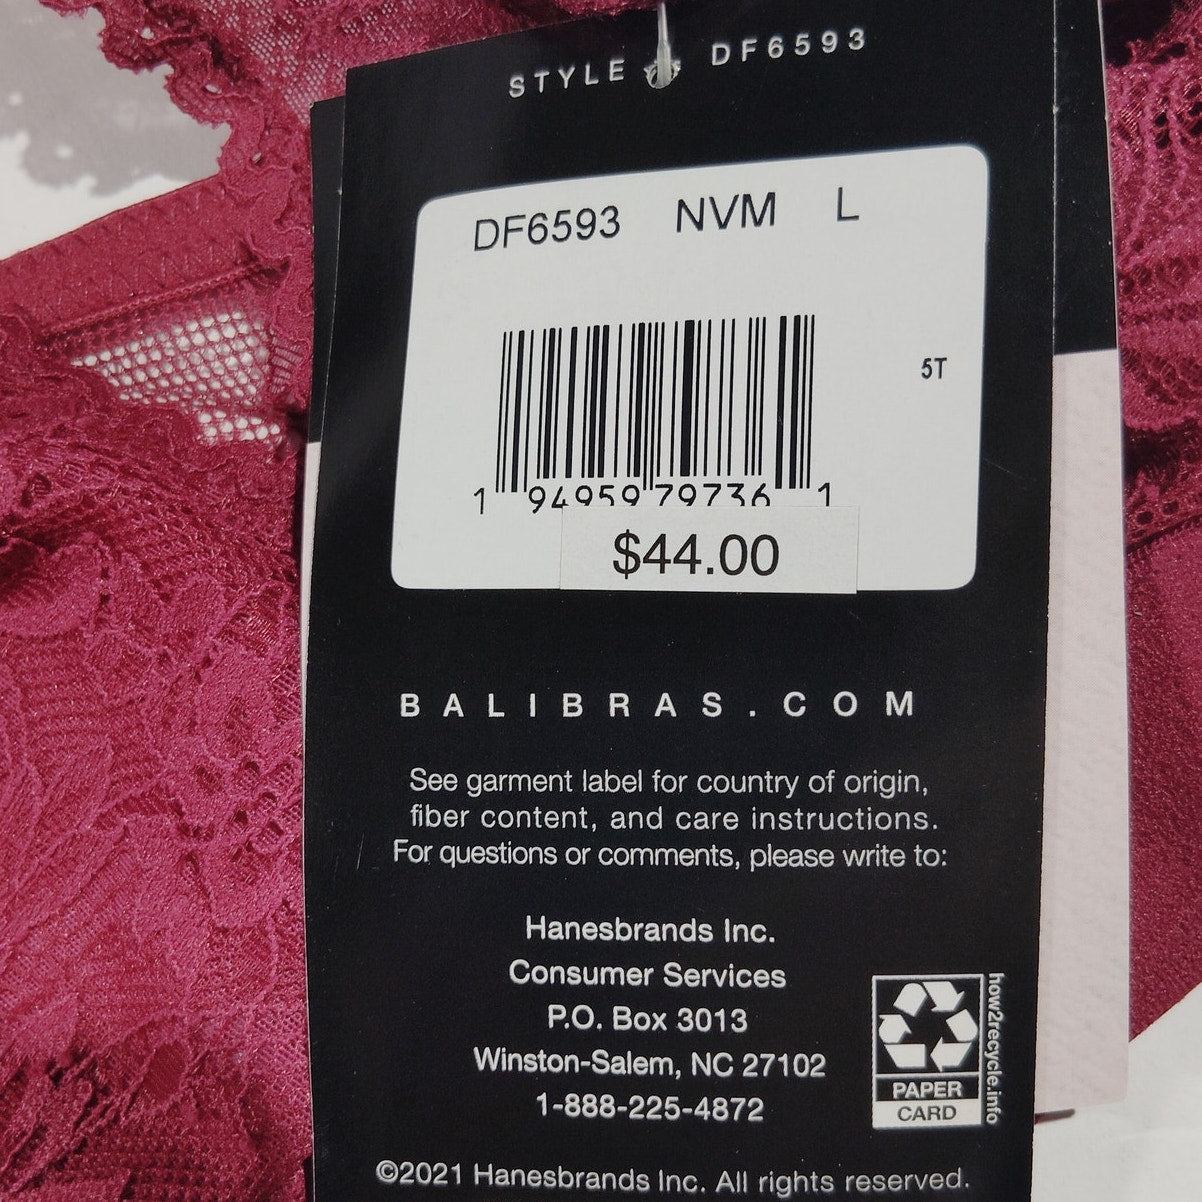 STYLE DF6593
DF6593 NVM L
5T
1 94959 79736 1
$44.00
BALIBRAS.COM
See garment label for country of origin,
fiber content, and care instructions.
For questions or comments, please write to:
Hanesbrands Inc.
Consumer Services
P.O. Box 3013
Winston-Salem, NC 27102
1-888-225-4872
how2recycle.info
PAPER
CARD
©2021 Hanesbrands Inc. All rights reserved.